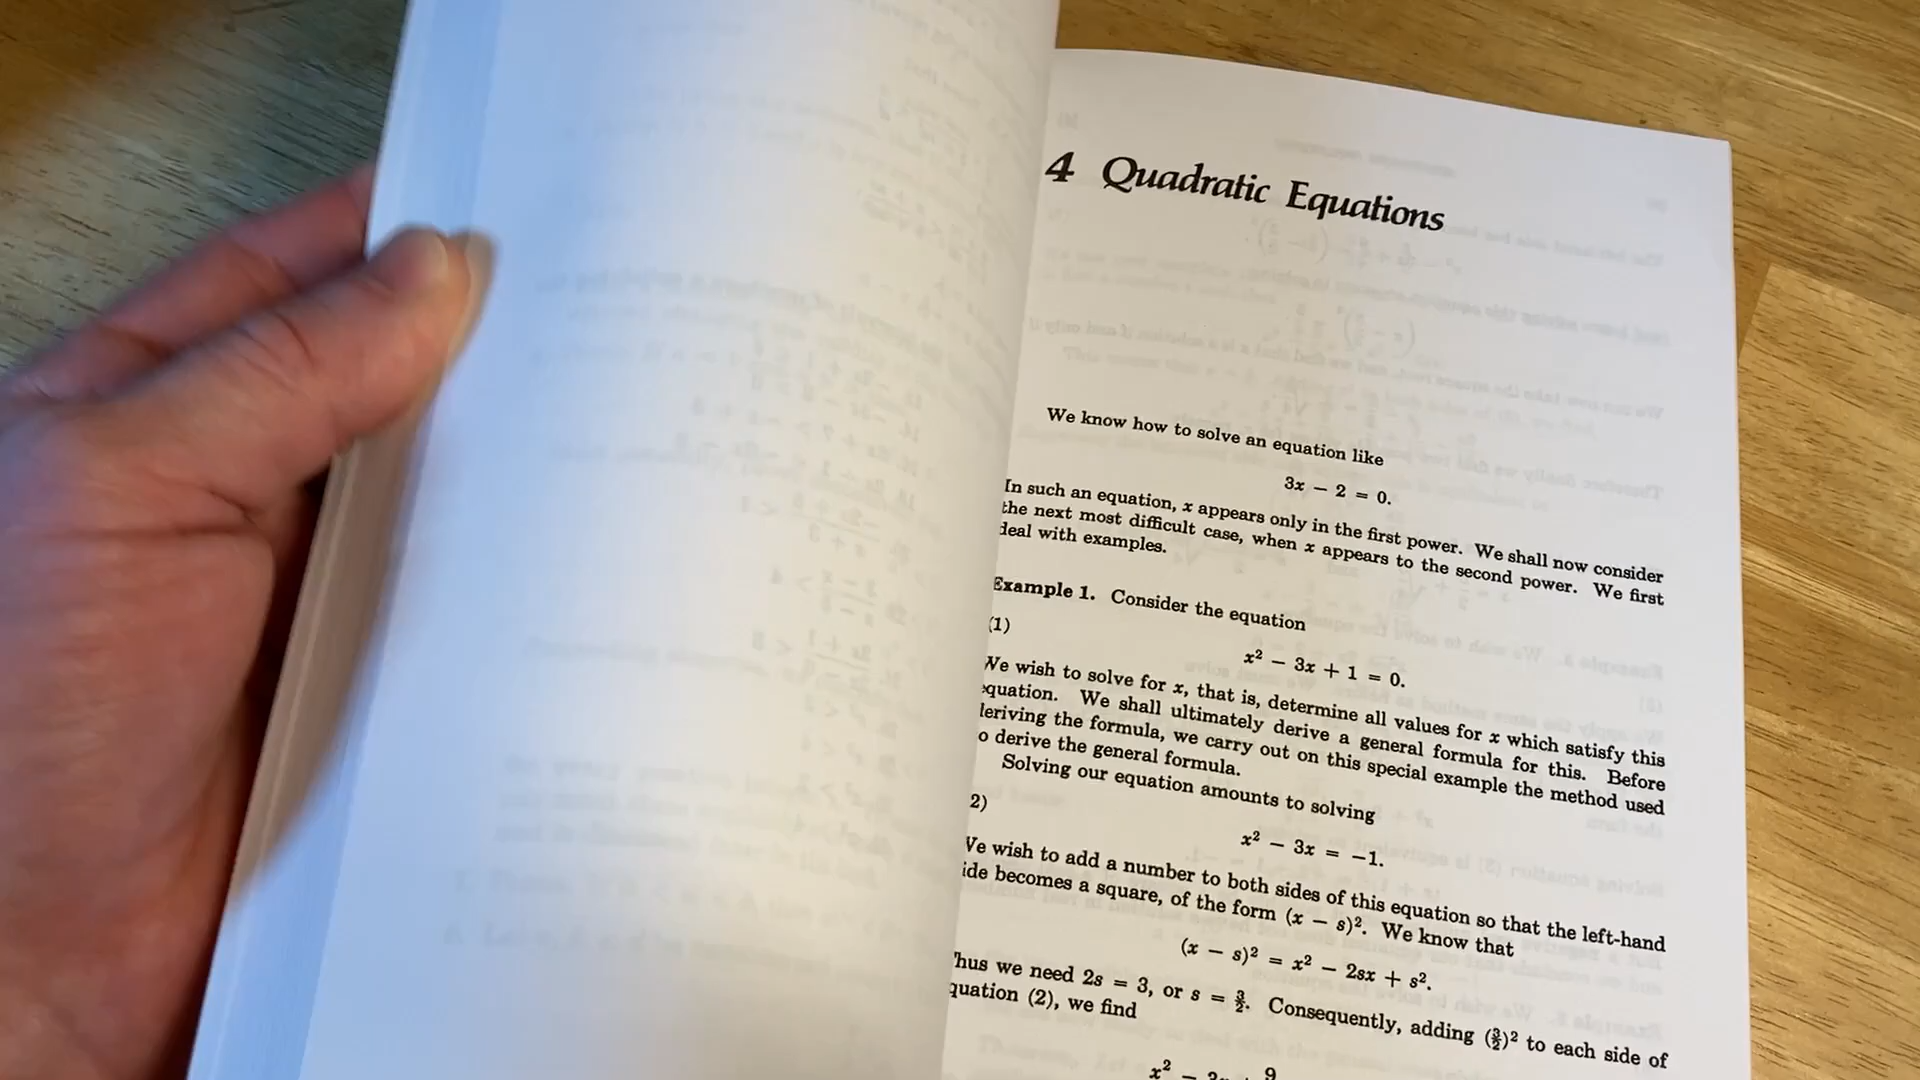 4 Quadratic Equations
We know how to solve an equation like
3x − 2 = 0.
In such an equation, x appears only in the first power. We shall now consider
the next most difficult case, when x appears to the second power. We first
deal with examples.
Example 1. Consider the equation
(1)
x² − 3x + 1 = 0.
We wish to solve for x, that is, determine all values for x which satisfy this
equation. We shall ultimately derive a general formula for this. Before
deriving the formula, we carry out on this special example the method used
o derive the general formula.
Solving our equation amounts to solving
2)
x² − 3x = −1.
We wish to add a number to both sides of this equation so that the left-hand
ide becomes a square, of the form (x − s)². We know that
(x − s)² = x² − 2sx + s².
Thus we need 2s = 3, or s = 3/2. Consequently, adding (3/2)² to each side of
quation (2), we find
x² − 9